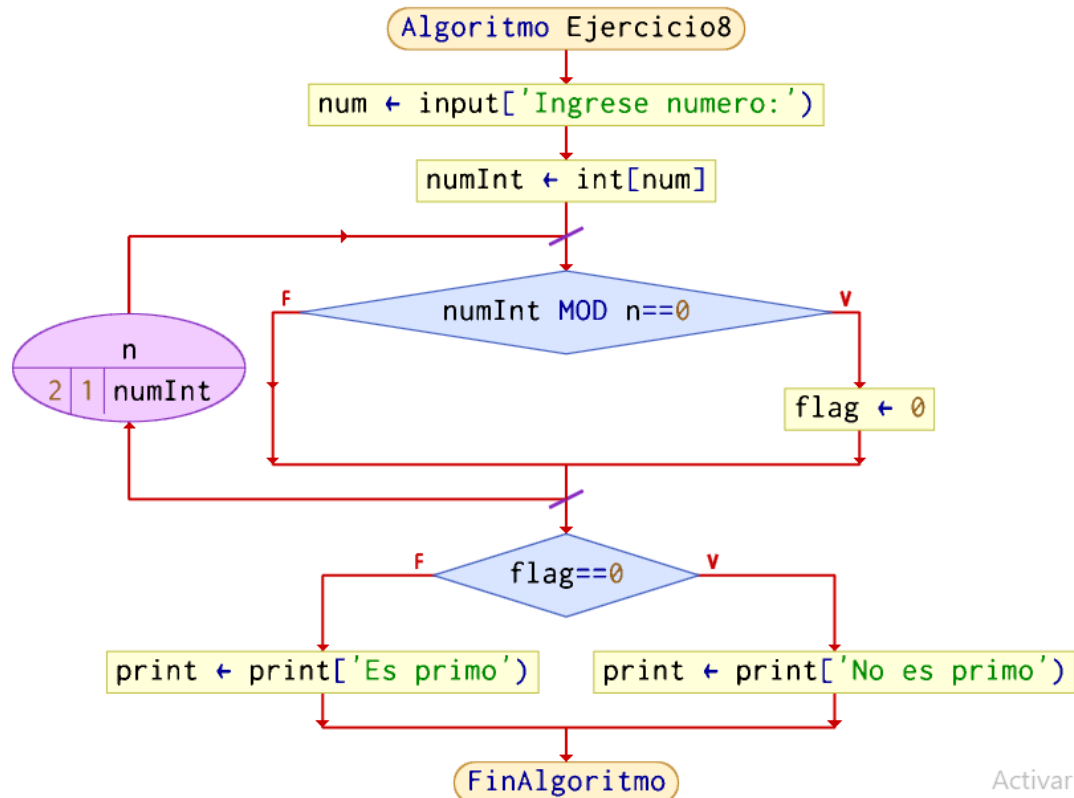 Algoritmo Ejercicio8
num ← input['Ingrese numero:')
numInt ← int[num]
F
V
numInt MOD n==0
n
2 1 numInt
flag ← 0
F
V
flag==0
print ← print['Es primo')
print ← print['No es primo')
FinAlgoritmo
Activar